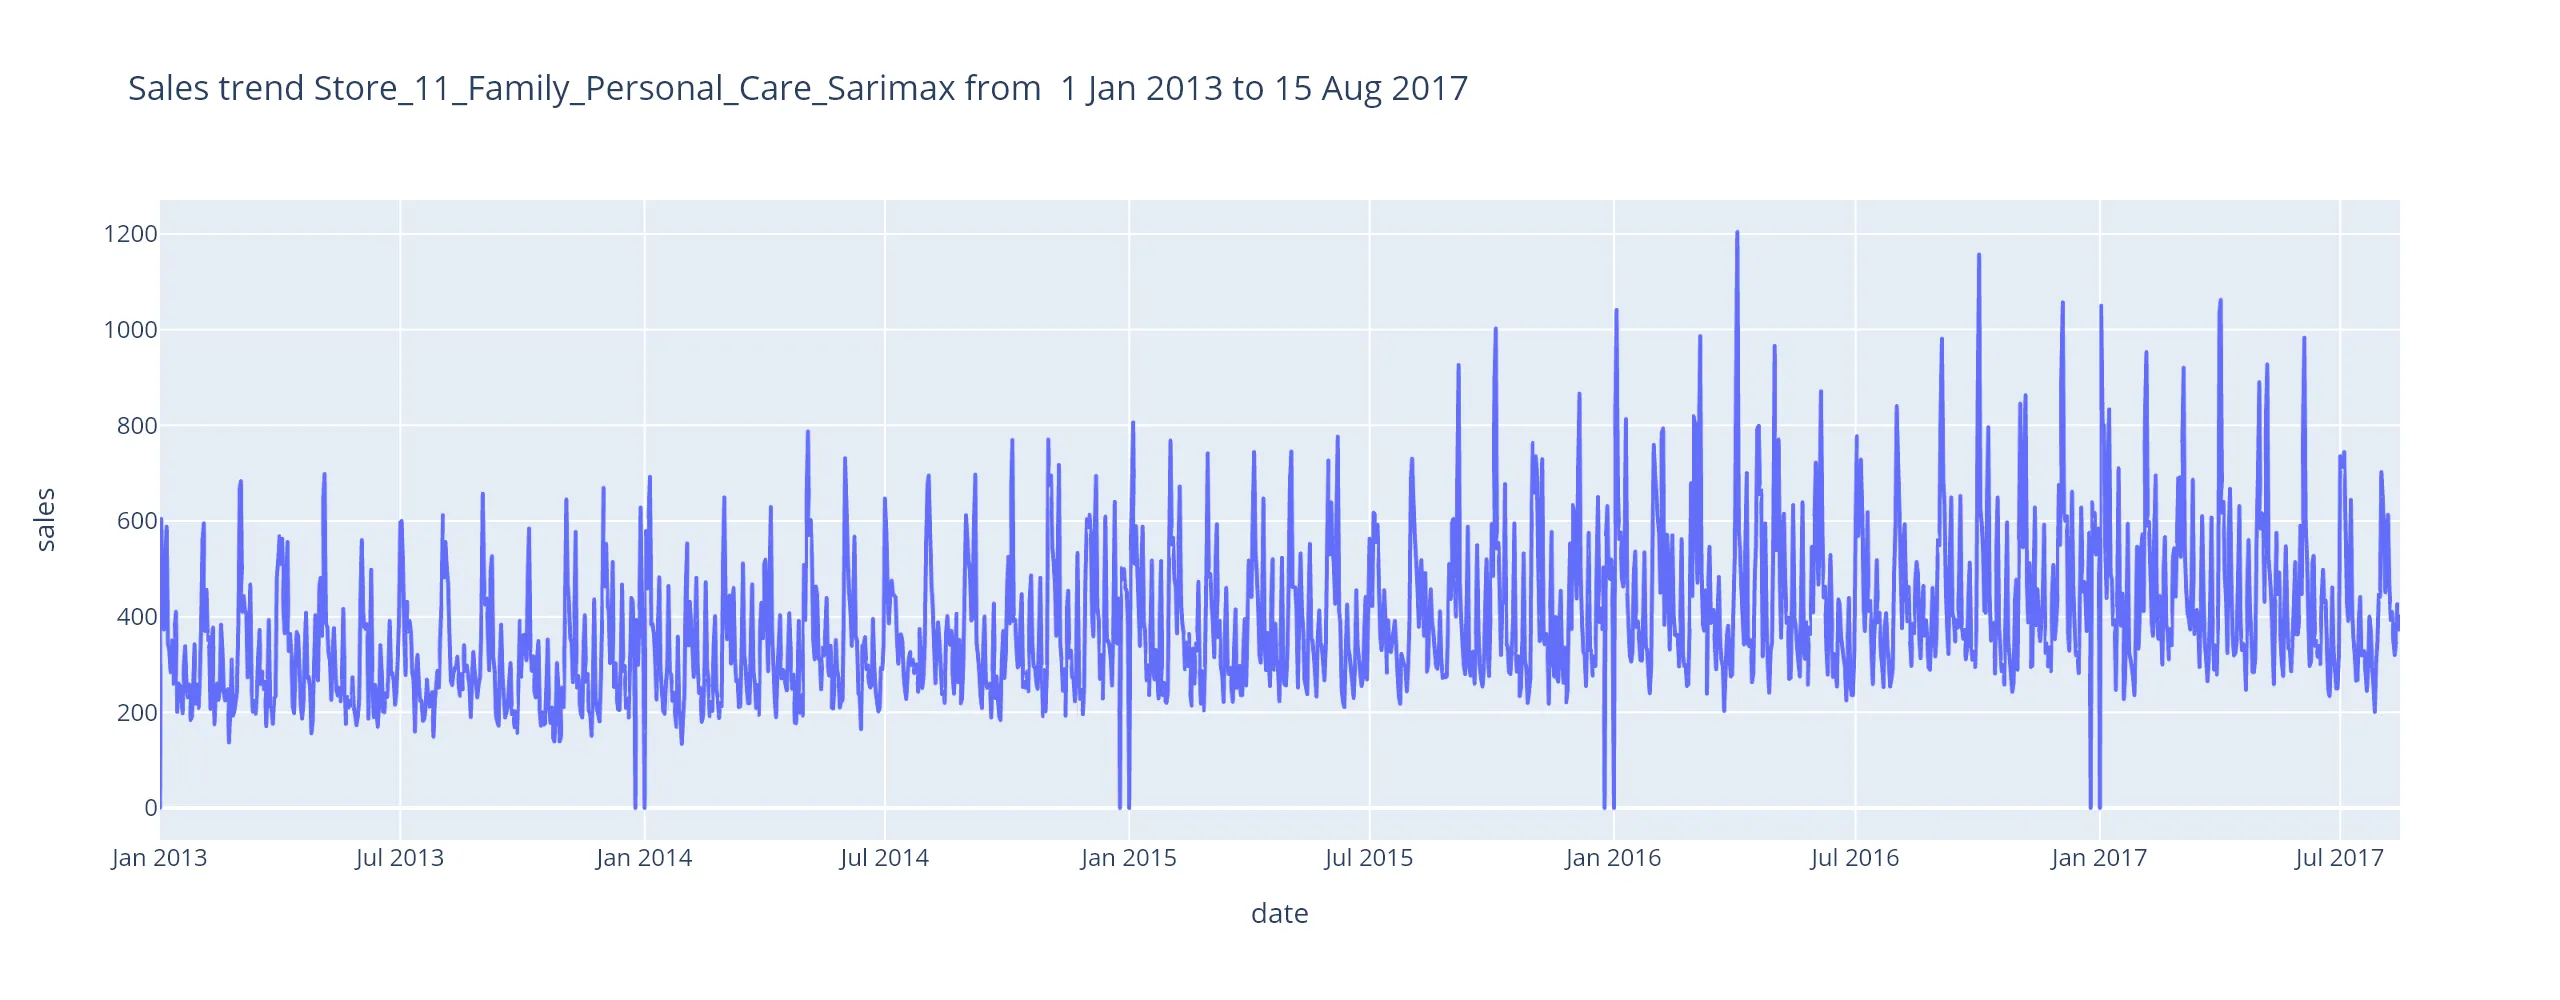 Sales trend Store_11_Family_Personal_Care_Sarimax from  1 Jan 2013 to 15 Aug 2017
1200
1000
800
600
400
200
0
sales
Jan 2013 Jul 2013 Jan 2014 Jul 2014 Jan 2015 Jul 2015 Jan 2016 Jul 2016 Jan 2017 Jul 2017
date